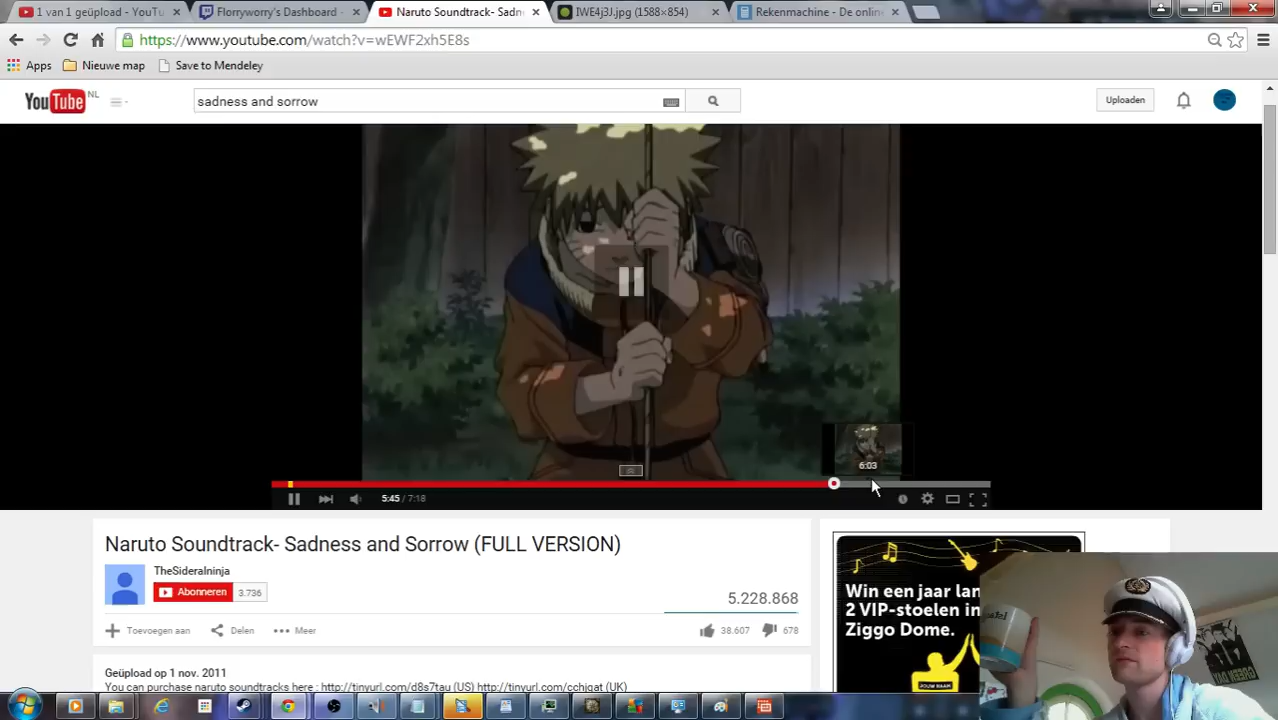 1 van 1 geüpload - YouTu
Florryworry's Dashboard -
Naruto Soundtrack- Sadn
IWE4j3J.jpg (1588×854)
Rekenmachine - De onlin
https://www.youtube.com/watch?v=wEWF2xh5E8s
Apps
Nieuwe map
Save to Mendeley
YouTube NL
sadness and sorrow
Uploaden
6:03
5:45 / 7:18
Naruto Soundtrack- Sadness and Sorrow (FULL VERSION)
TheSideralninja
Abonneren 3.736
5.228.868
Toevoegen aan
Delen
Meer
38.607
678
Geüpload op 1 nov. 2011
You can purchase naruto soundtracks here : http://tinyurl.com/d8s7tau (US) http://tinyurl.com/cchjgat (UK)
Win een jaar lan
2 VIP-stoelen in
Ziggo Dome.
JOUW NAAM
GREEN DAY